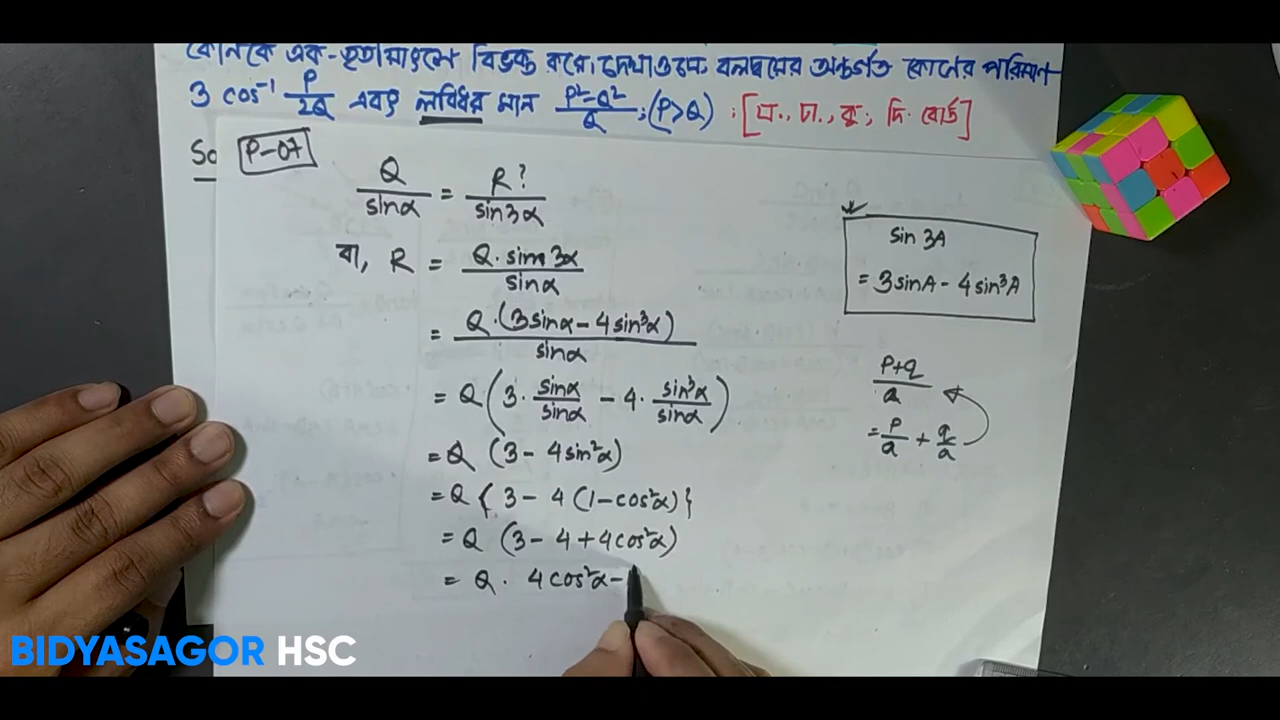 কোনকে এক-তৃতীয়াংশে বিভক্ত করে। দেখাও যে বলদ্বয়ের অন্তর্গত কোনের পরিমান
3 cos⁻¹ P/2Q এবং লব্ধির মান P²-Q²/Q ; (P>Q) ; [য., ঢা., কু., দি. বোর্ড]
So
P-07
Q/sinα = R?/sin3α
বা, R = Q. sin3α/sinα
= Q.(3sinα - 4sin³α)/sinα
= Q (3. sinα/sinα - 4. sin³α/sinα)
= Q (3 - 4sin²α)
= Q { 3 - 4 (1-cos²α) }
= Q (3 - 4 + 4cos²α)
= Q. 4cos²α -
sin 3A
= 3sinA - 4sin³A
P+q/a
= P/a + q/a
BIDYASAGOR HSC